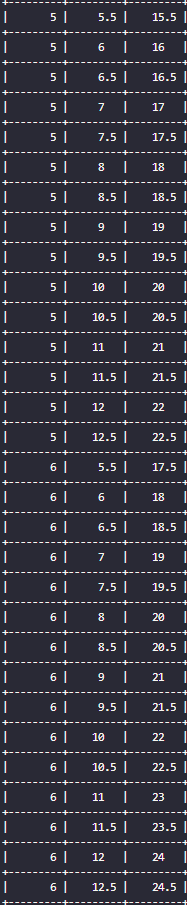 | 5 | 5.5 | 15.5 |
| 5 | 6 | 16 |
| 5 | 6.5 | 16.5 |
| 5 | 7 | 17 |
| 5 | 7.5 | 17.5 |
| 5 | 8 | 18 |
| 5 | 8.5 | 18.5 |
| 5 | 9 | 19 |
| 5 | 9.5 | 19.5 |
| 5 | 10 | 20 |
| 5 | 10.5 | 20.5 |
| 5 | 11 | 21 |
| 5 | 11.5 | 21.5 |
| 5 | 12 | 22 |
| 5 | 12.5 | 22.5 |
| 6 | 5.5 | 17.5 |
| 6 | 6 | 18 |
| 6 | 6.5 | 18.5 |
| 6 | 7 | 19 |
| 6 | 7.5 | 19.5 |
| 6 | 8 | 20 |
| 6 | 8.5 | 20.5 |
| 6 | 9 | 21 |
| 6 | 9.5 | 21.5 |
| 6 | 10 | 22 |
| 6 | 10.5 | 22.5 |
| 6 | 11 | 23 |
| 6 | 11.5 | 23.5 |
| 6 | 12 | 24 |
| 6 | 12.5 | 24.5 |